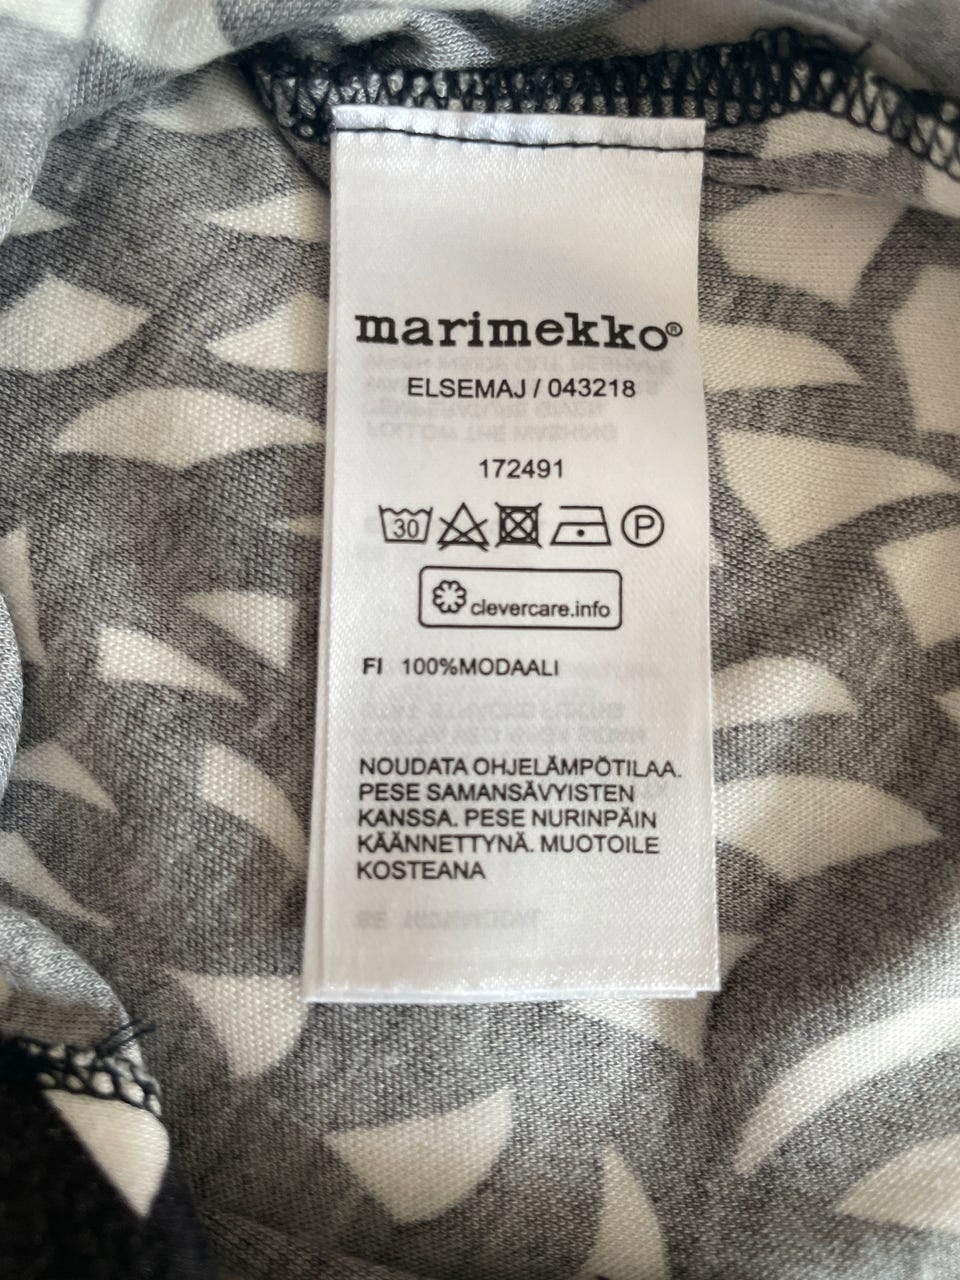 marimekko®
ELSEMAJ / 043218
172491
30 P
clevercare.info
FI 100%MODAALI
NOUDATA OHJELÄMPÖTILAA.
PESE SAMANSÄVYISTEN
KANSSA. PESE NURINPÄIN
KÄÄNNETTYNÄ. MUOTOILE
KOSTEANA